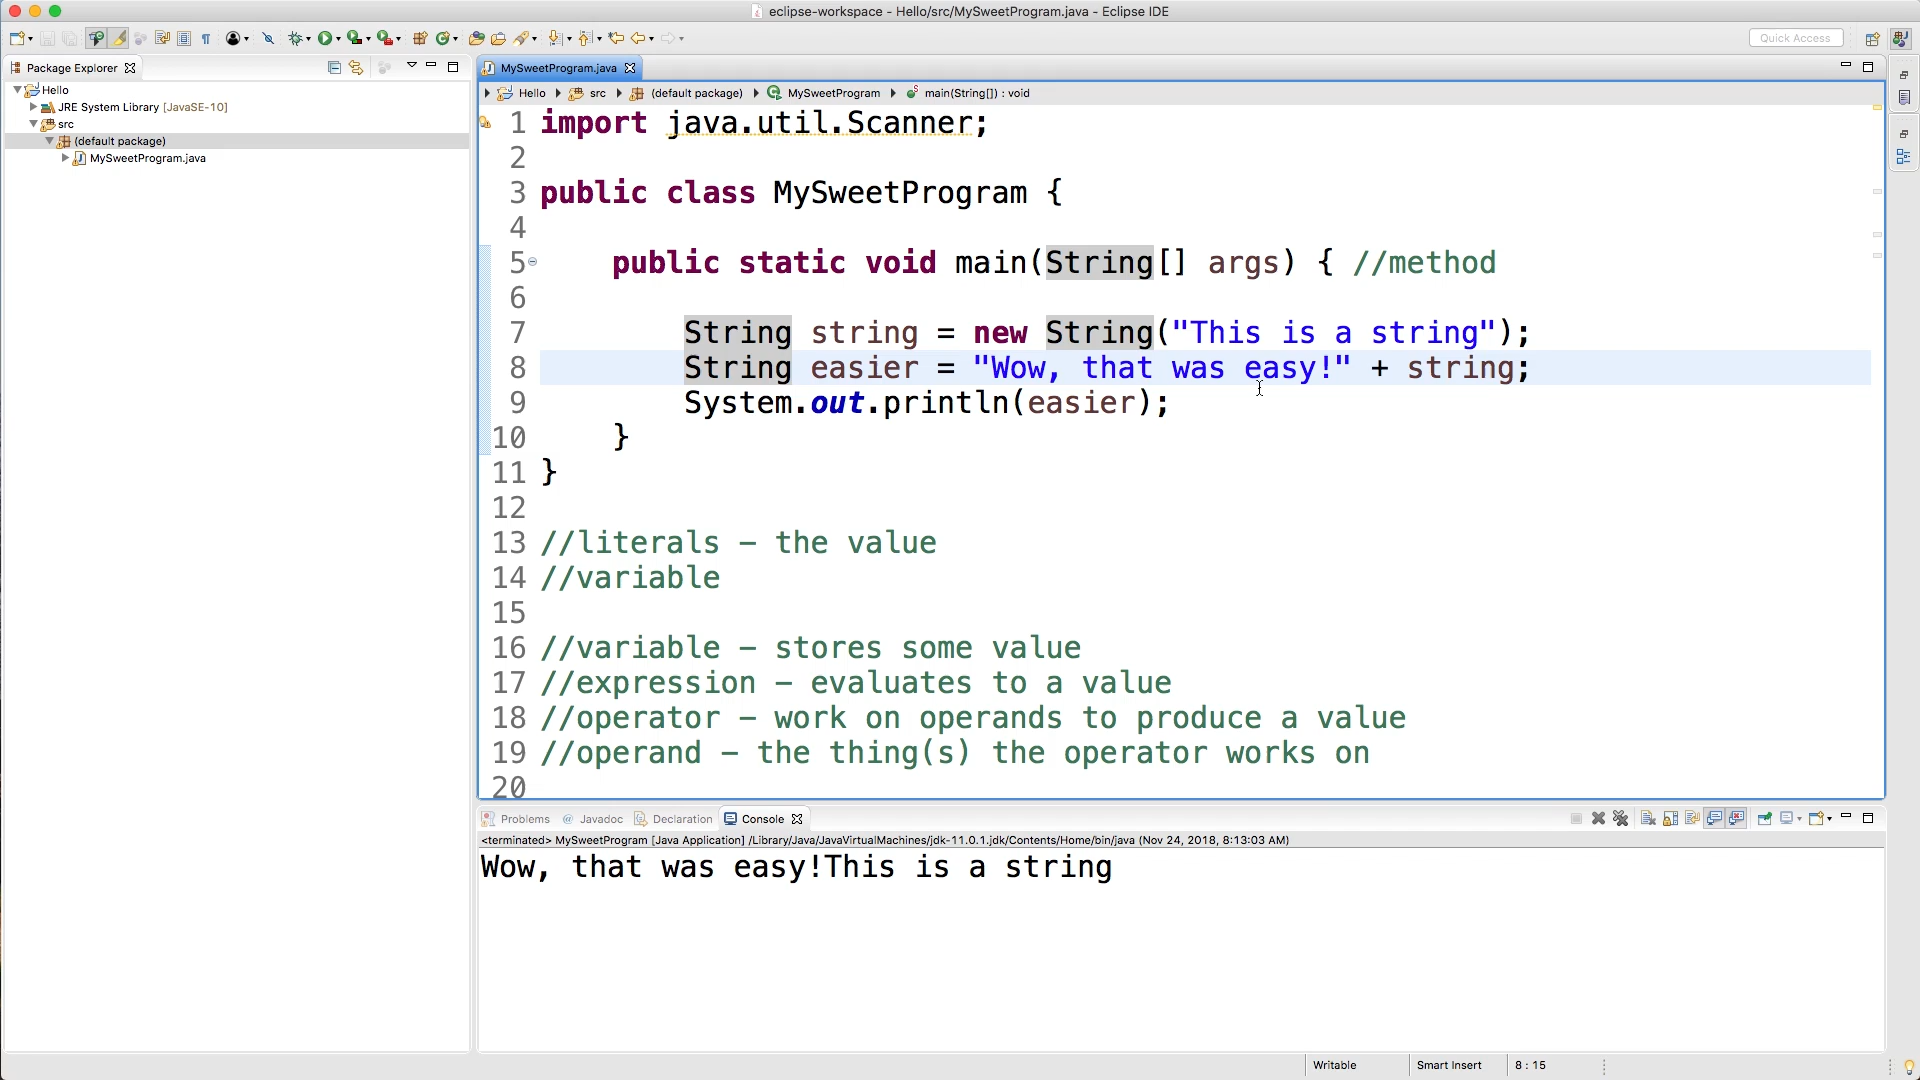 eclipse-workspace - Hello/src/MySweetProgram.java - Eclipse IDE
Quick Access
Package Explorer
Hello
JRE System Library [JavaSE-10]
src
(default package)
MySweetProgram.java
MySweetProgram.java
Hello src (default package) MySweetProgram main(String[]) : void
1 import java.util.Scanner;
2
3 public class MySweetProgram {
4
5 public static void main(String[] args) { //method
6
7 String string = new String("This is a string");
8 String easier = "Wow, that was easy!" + string;
9 System.out.println(easier);
10 }
11 }
12
13 //literals – the value
14 //variable
15
16 //variable – stores some value
17 //expression – evaluates to a value
18 //operator – work on operands to produce a value
19 //operand – the thing(s) the operator works on
20
Problems @ Javadoc Declaration Console
<terminated> MySweetProgram [Java Application] /Library/Java/JavaVirtualMachines/jdk-11.0.1.jdk/Contents/Home/bin/java (Nov 24, 2018, 8:13:03 AM)
Wow, that was easy!This is a string
Writable Smart Insert 8 : 15